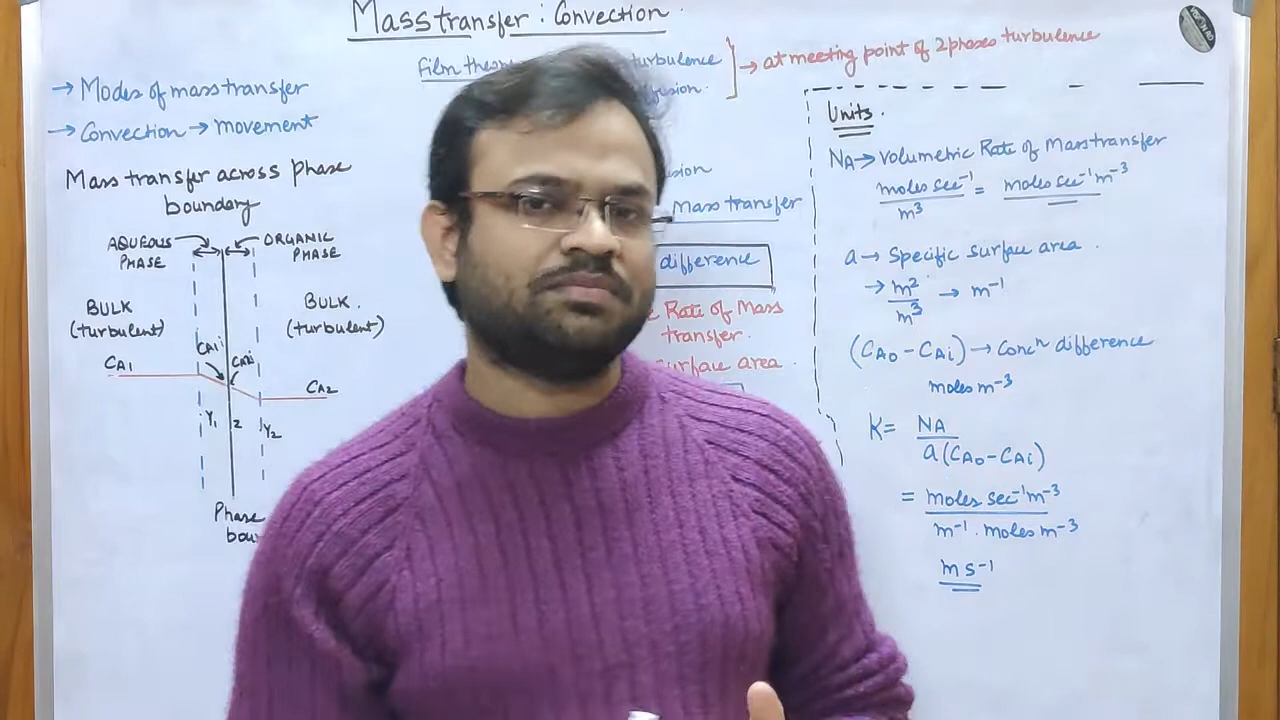 Mass transfer : Convection.
→ Modes of mass transfer
→ Convection → movement
Mass transfer across phase
boundary
AQUEOUS PHASE
ORGANIC PHASE
BULK
(turbulent)
BULK.
(turbulent)
CAi
CAi
CA1
CA2
Y1
2
Y2
Phase
film turbulence → at meeting point of 2 phases turbulence
Mass transfer
difference
Rate of Mass
transfer.
area.
Units.
NA → Volumetric Rate of Mass transfer
moles sec⁻¹ / m³ = moles sec⁻¹ m⁻³
a → Specific surface area.
→ m² / m³ → m⁻¹
(CAo - CAi) → Concⁿ difference
moles m⁻³
K = NA / a(CAo - CAi)
= moles sec⁻¹ m⁻³ / m⁻¹ . moles m⁻³
m s⁻¹